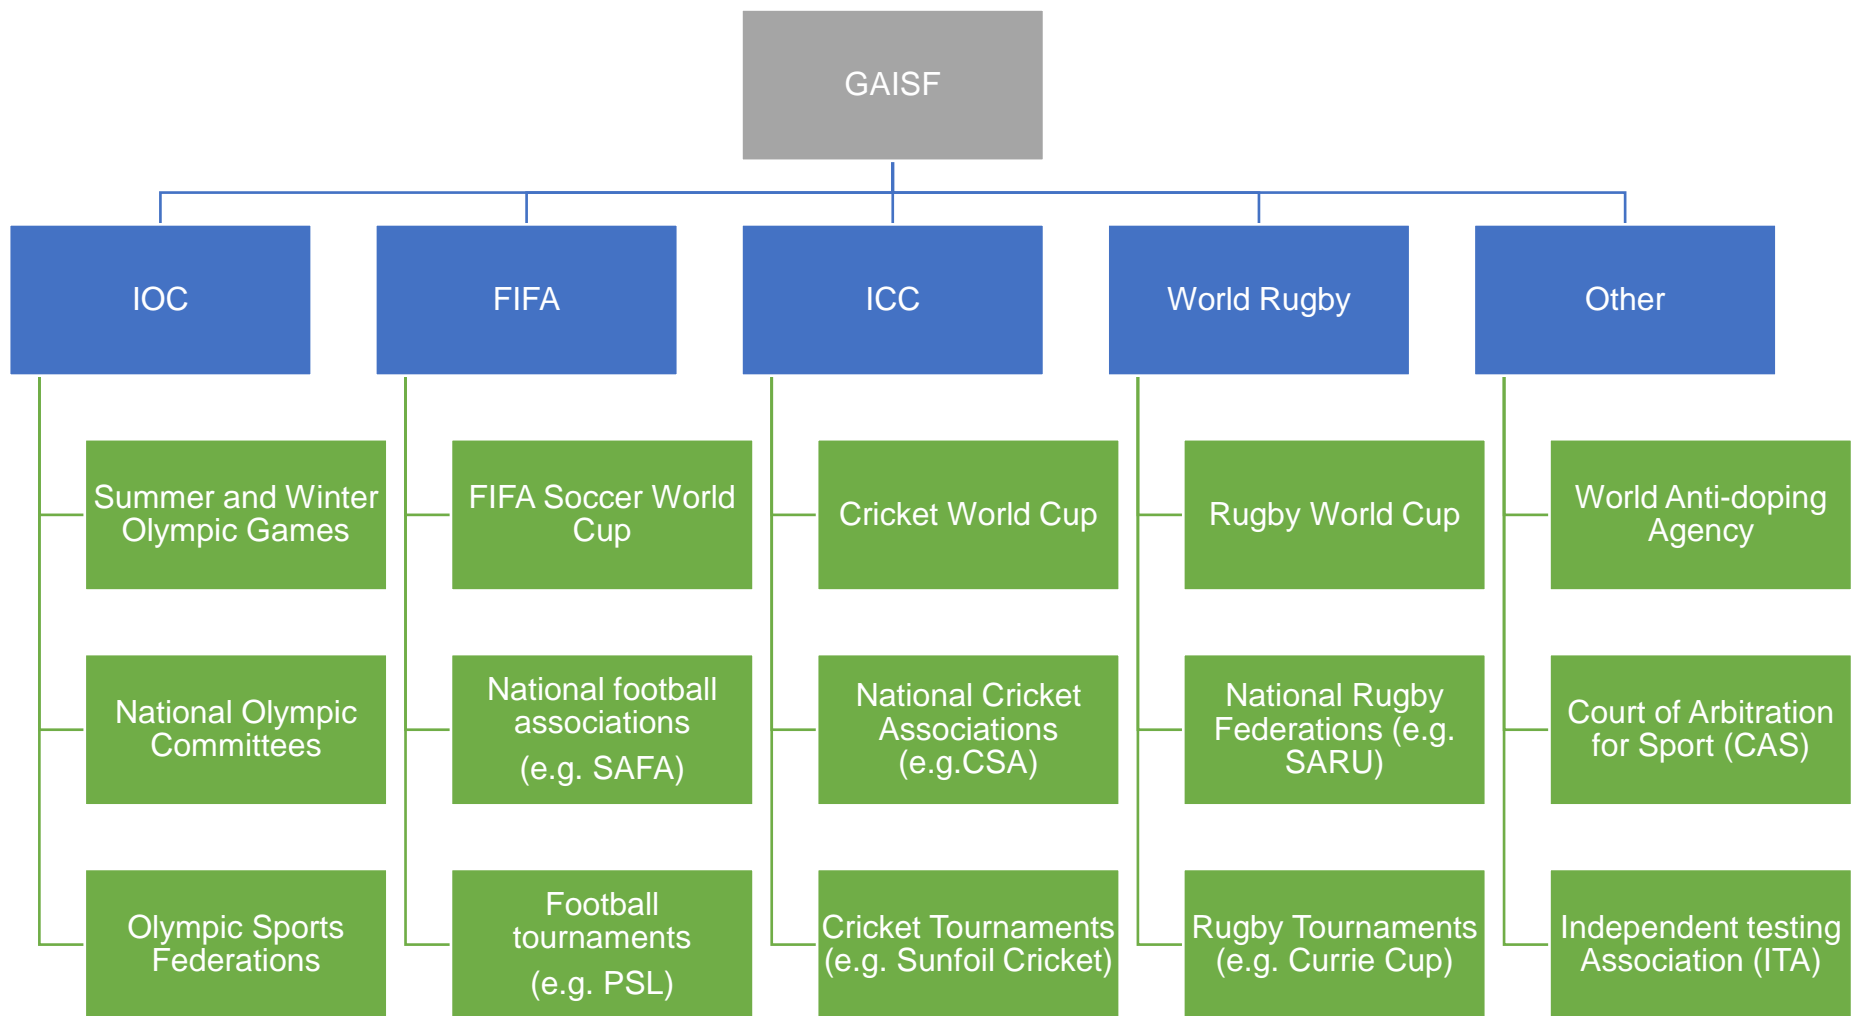 GAISF
IOC
FIFA
ICC
World Rugby
Other
Summer and Winter
Olympic Games
FIFA Soccer World
Cup
Cricket World Cup
Rugby World Cup
World Anti-doping
Agency
National Olympic
Committees
National football
associations
(e.g. SAFA)
National Cricket
Associations
(e.g.CSA)
National Rugby
Federations (e.g.
SARU)
Court of Arbitration
for Sport (CAS)
Olympic Sports
Federations
Football
tournaments
(e.g. PSL)
Cricket Tournaments
(e.g. Sunfoil Cricket)
Rugby Tournaments
(e.g. Currie Cup)
Independent testing
Association (ITA)